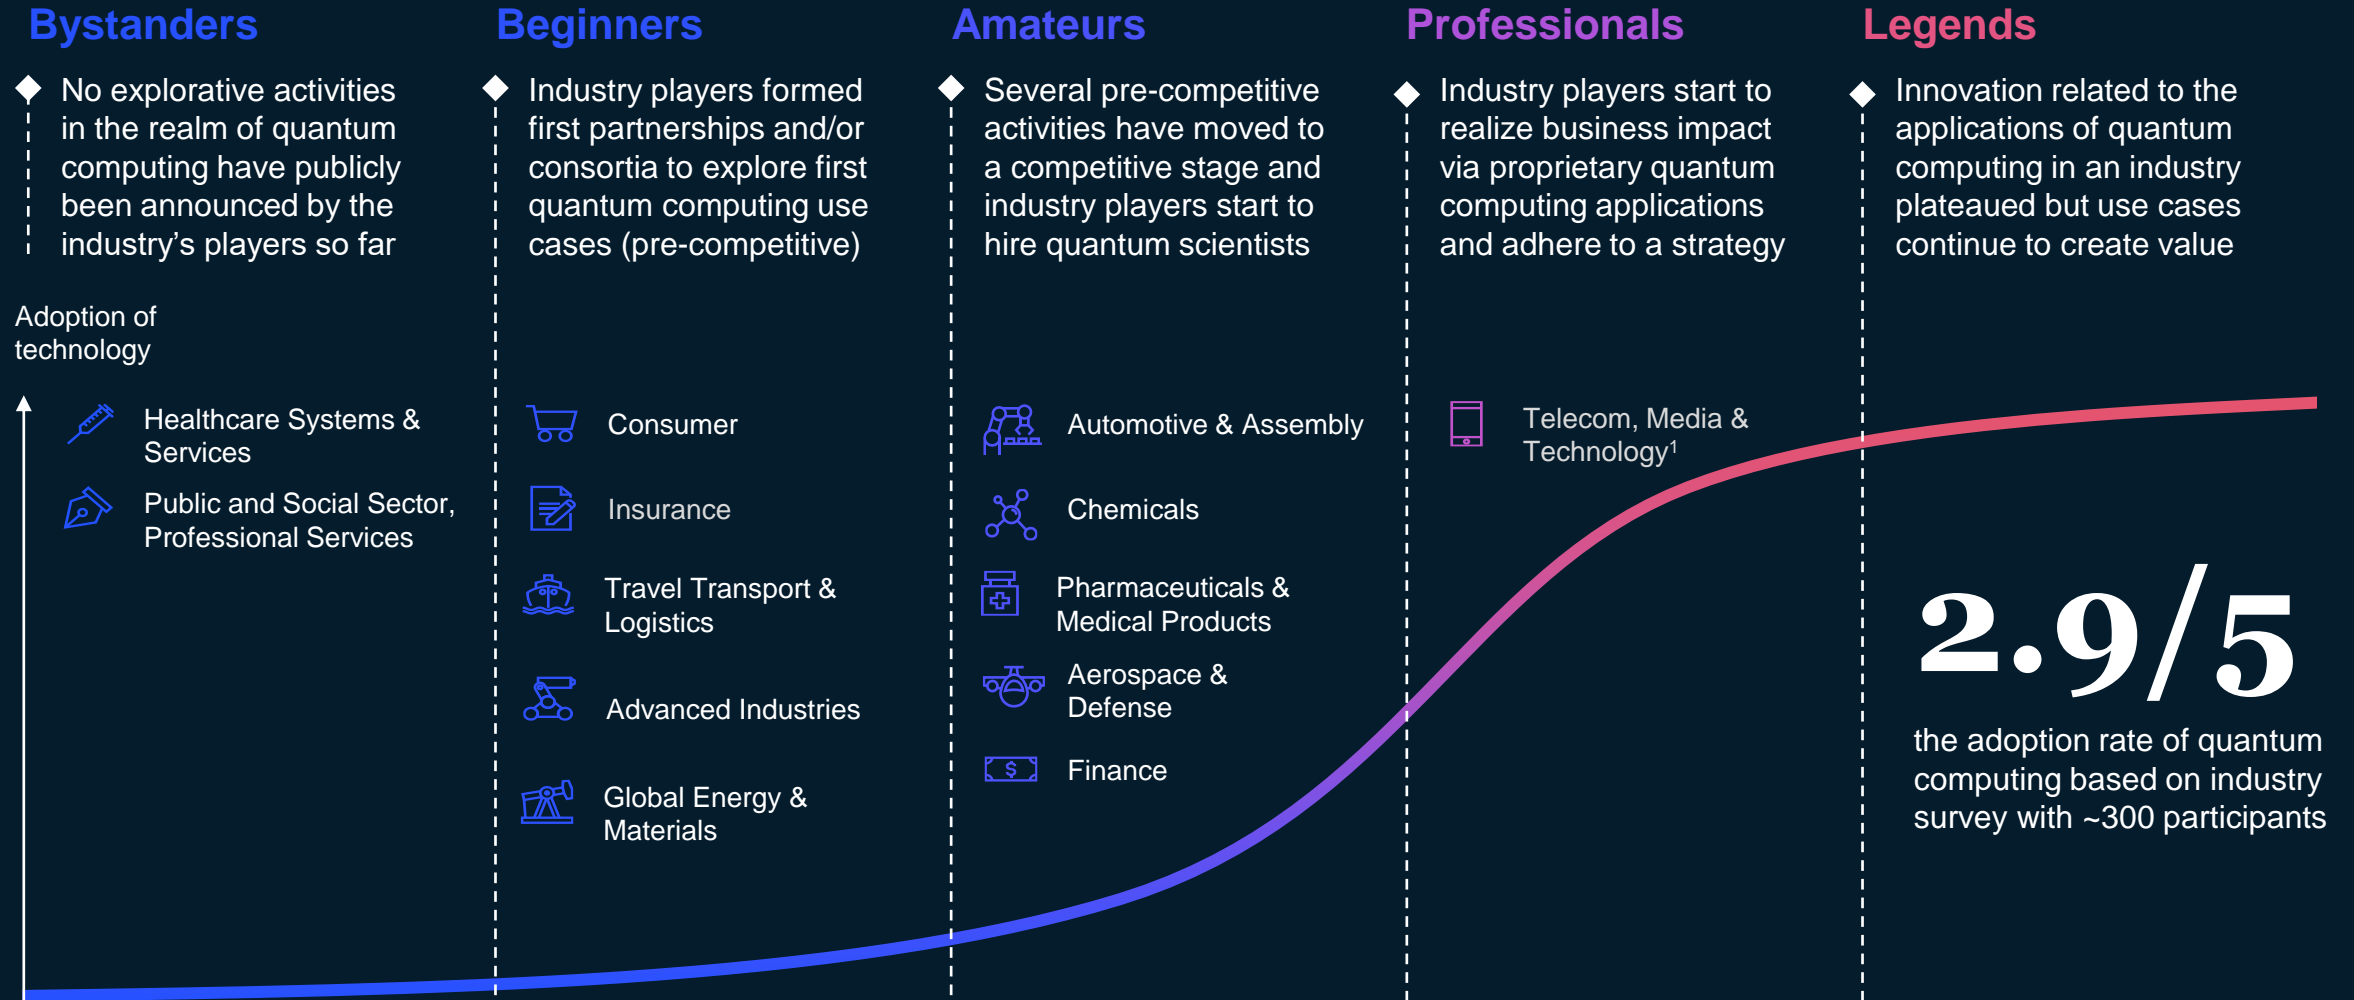 Bystanders
No explorative activities
in the realm of quantum
computing have publicly
been announced by the
industry’s players so far
Beginners
Industry players formed
first partnerships and/or
consortia to explore first
quantum computing use
cases (pre-competitive)
Amateurs
Several pre-competitive
activities have moved to
a competitive stage and
industry players start to
hire quantum scientists
Professionals
Industry players start to
realize business impact
via proprietary quantum
computing applications
and adhere to a strategy
Legends
Innovation related to the
applications of quantum
computing in an industry
plateaued but use cases
continue to create value
Adoption of
technology
Healthcare Systems &
Services
Public and Social Sector,
Professional Services
Consumer
Insurance
Travel Transport &
Logistics
Advanced Industries
Global Energy &
Materials
Automotive & Assembly
Chemicals
Pharmaceuticals &
Medical Products
Aerospace &
Defense
$
Finance
Telecom, Media &
Technology¹
2.9/5
the adoption rate of quantum
computing based on industry
survey with ~300 participants